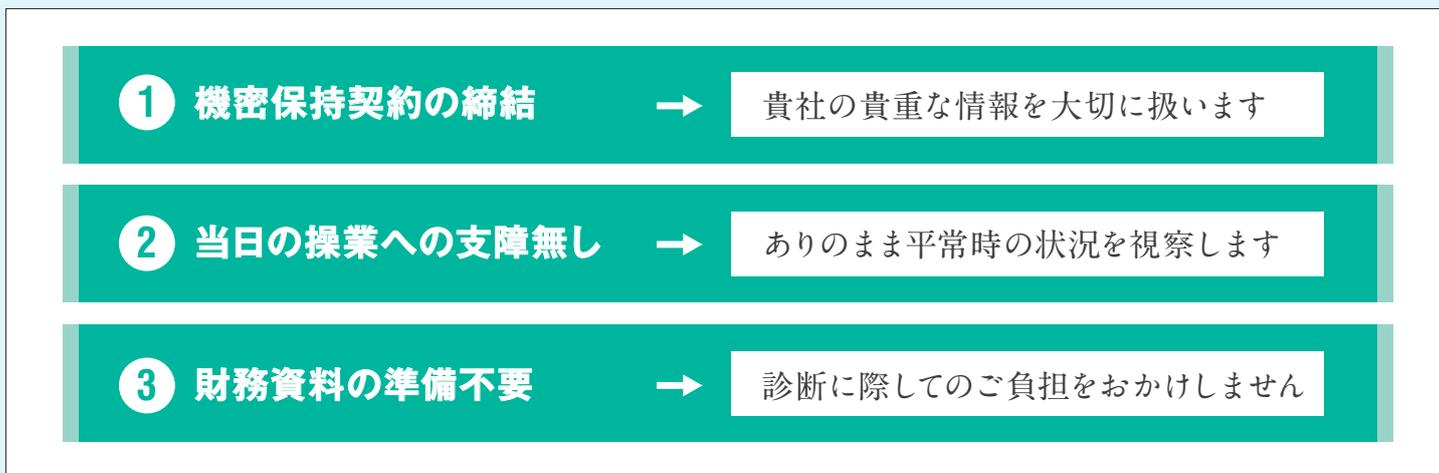 1 機密保持契約の締結 → 貴社の貴重な情報を大切に扱います
2 当日の操業への支障無し → ありのまま平常時の状況を視察します
3 財務資料の準備不要 → 診断に際してのご負担をおかけしません